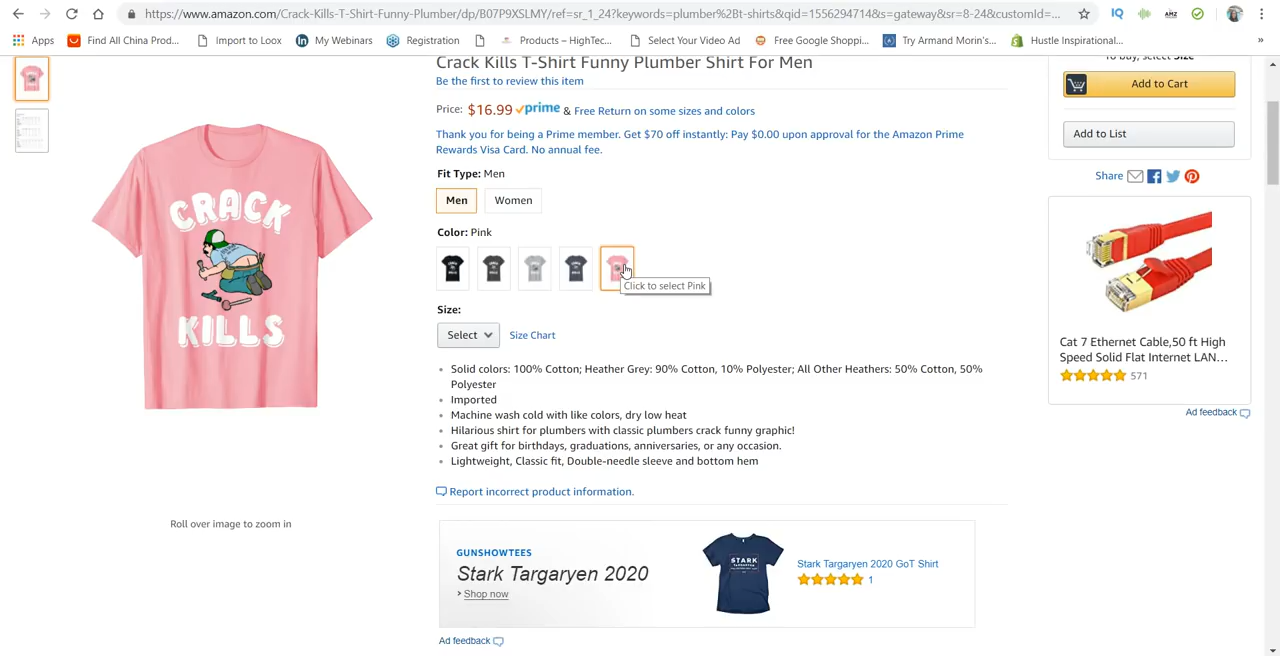 https://www.amazon.com/Crack-Kills-T-Shirt-Funny-Plumber/dp/B07P9XSLMY/ref=sr_1_24?keywords=plumber%2Bt-shirts&qid=1556294714&s=gateway&sr=8-24&customId=...
IQ
AMZ
Apps
Find All China Prod...
Import to Loox
My Webinars
Registration
Products – HighTec...
Select Your Video Ad
Free Google Shoppi...
Try Armand Morin's...
Hustle Inspirational...
»
Crack Kills T-Shirt Funny Plumber Shirt For Men
Be the first to review this item
Price: $16.99 prime & Free Return on some sizes and colors
Thank you for being a Prime member. Get $70 off instantly: Pay $0.00 upon approval for the Amazon Prime
Rewards Visa Card. No annual fee.
Fit Type: Men
Men
Women
Color: Pink
Click to select Pink
Size:
Select
Size Chart
Solid colors: 100% Cotton; Heather Grey: 90% Cotton, 10% Polyester; All Other Heathers: 50% Cotton, 50%
Polyester
Imported
Machine wash cold with like colors, dry low heat
Hilarious shirt for plumbers with classic plumbers crack funny graphic!
Great gift for birthdays, graduations, anniversaries, or any occasion.
Lightweight, Classic fit, Double-needle sleeve and bottom hem
Report incorrect product information.
CRACK
KILLS
Roll over image to zoom in
GUNSHOWTEES
Stark Targaryen 2020
Shop now
STARK
TARGARYEN
Stark Targaryen 2020 GoT Shirt
1
Ad feedback
To buy, select Size
Add to Cart
Add to List
Share
Cat 7 Ethernet Cable,50 ft High
Speed Solid Flat Internet LAN...
571
Ad feedback